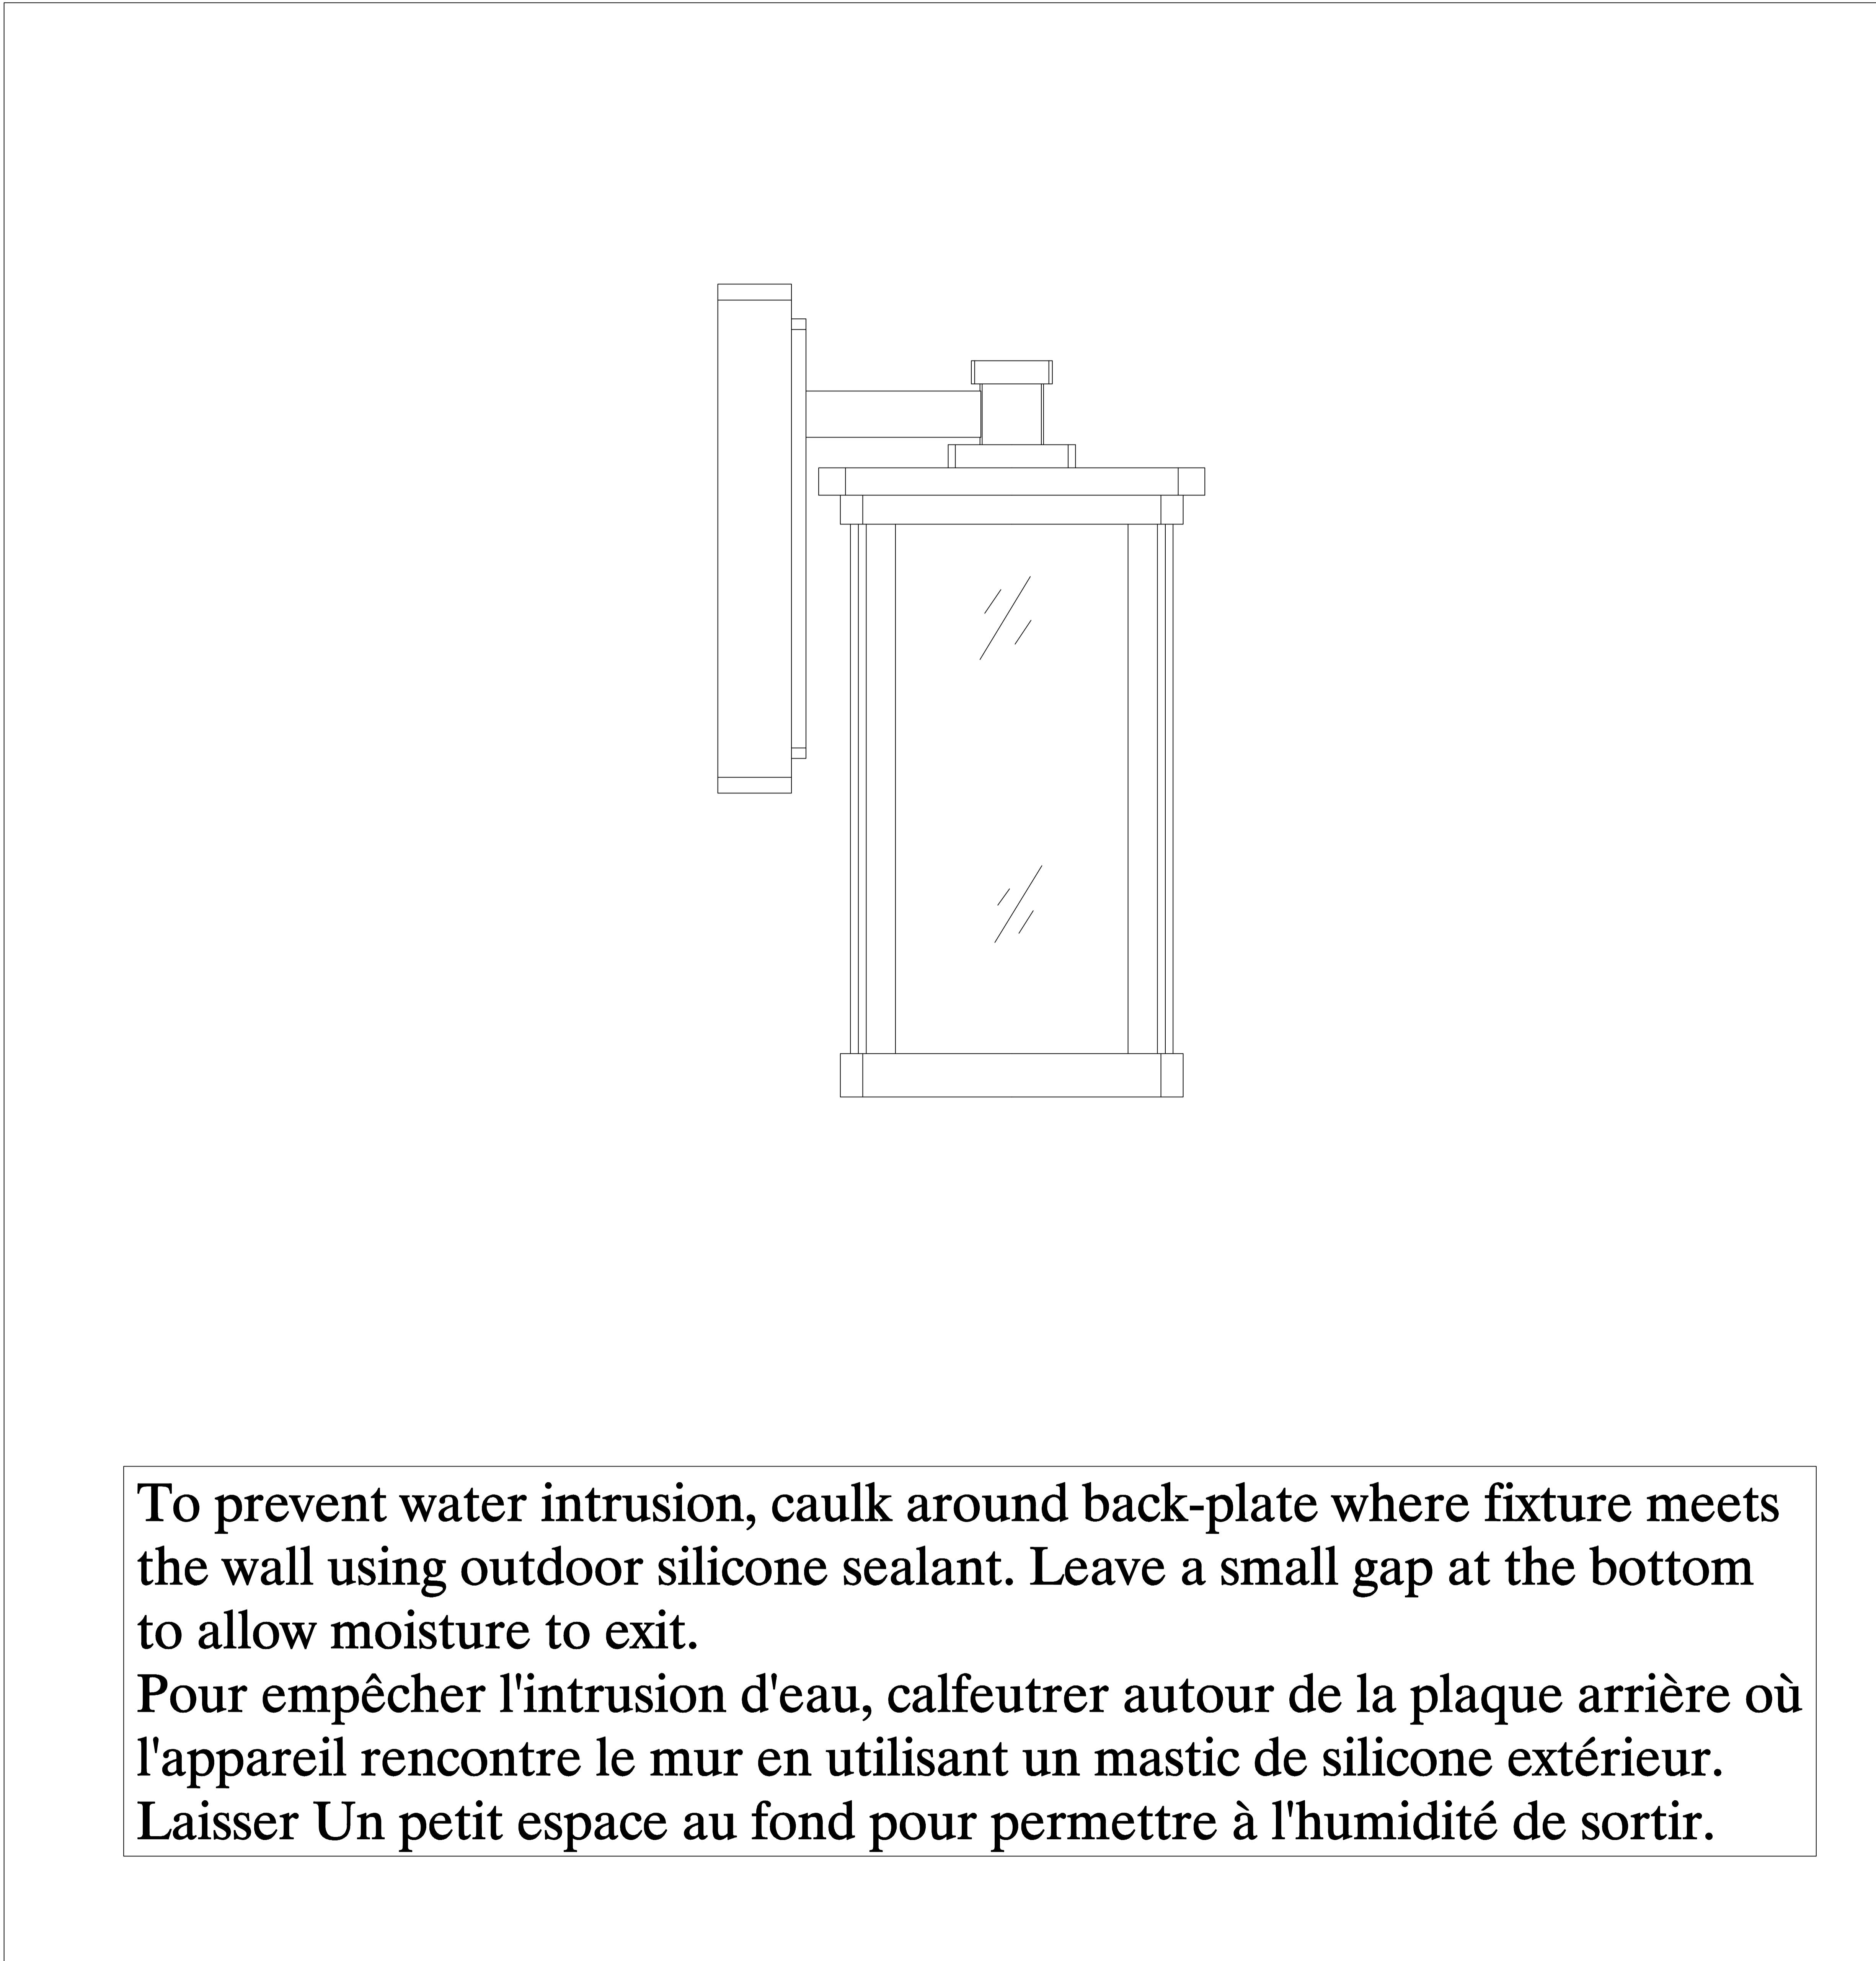 To prevent water intrusion, caulk around back-plate where fixture meets
the wall using outdoor silicone sealant. Leave a small gap at the bottom
to allow moisture to exit.
Pour empêcher l'intrusion d'eau, calfeutrer autour de la plaque arrière où
l'appareil rencontre le mur en utilisant un mastic de silicone extérieur.
Laisser Un petit espace au fond pour permettre à l'humidité de sortir.